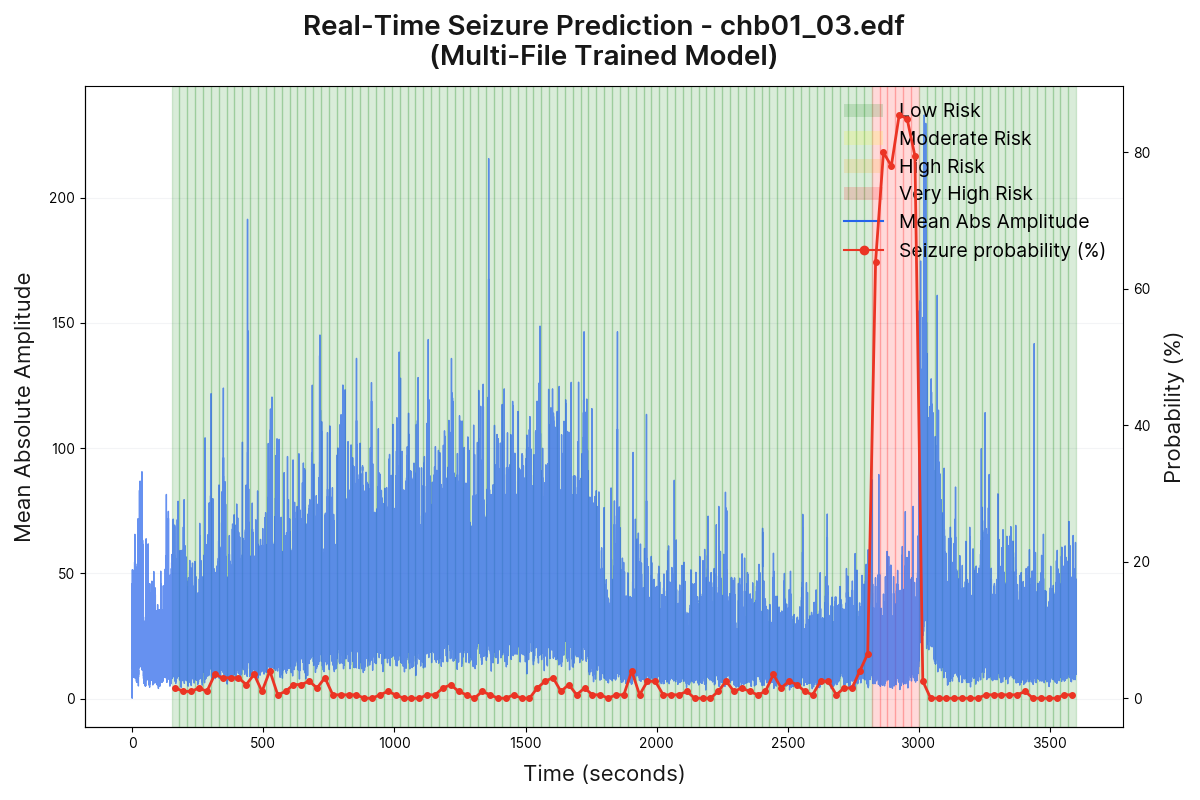 Real-Time Seizure Prediction - chb01_03.edf
(Multi-File Trained Model)
Low Risk
Moderate Risk
High Risk
Very High Risk
Mean Abs Amplitude
Seizure probability (%)
Mean Absolute Amplitude
200
150
100
50
0
80
60
40
20
0
Probability (%)
0
500
1000
1500
2000
2500
3000
3500
Time (seconds)